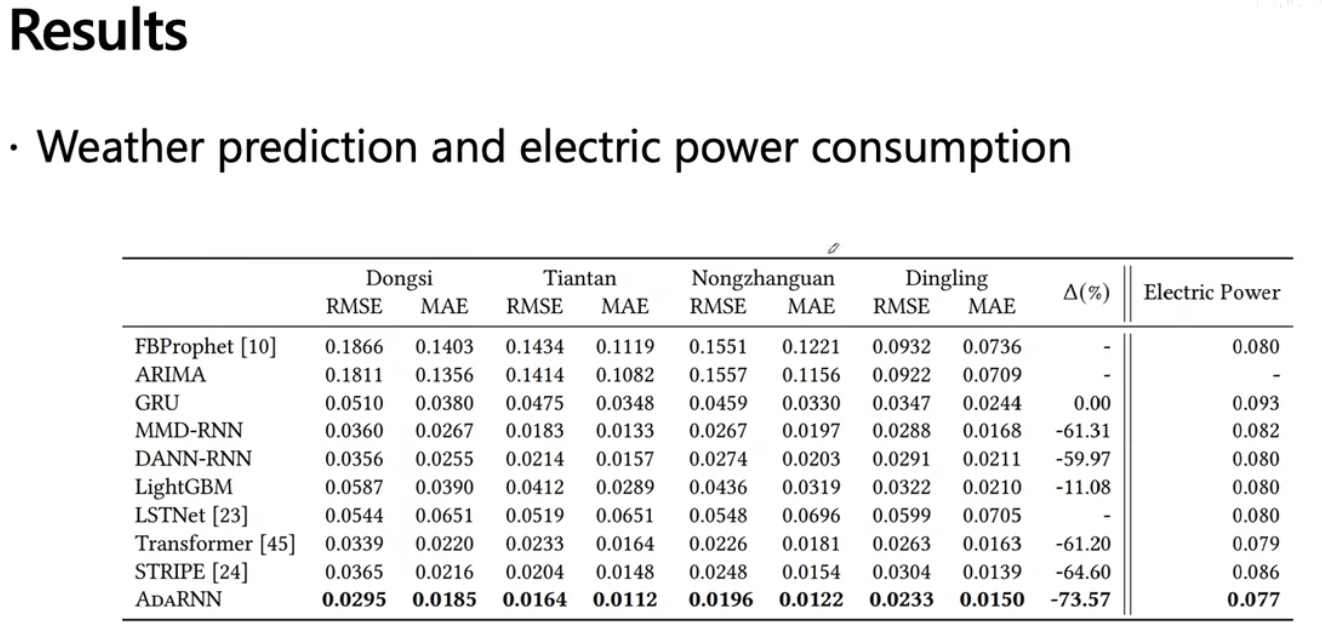 Results
· Weather prediction and electric power consumption
Dongsi Tiantan Nongzhanguan Dingling Δ(%) Electric Power
RMSE MAE RMSE MAE RMSE MAE RMSE MAE
FBProphet [10] 0.1866 0.1403 0.1434 0.1119 0.1551 0.1221 0.0932 0.0736 - 0.080
ARIMA 0.1811 0.1356 0.1414 0.1082 0.1557 0.1156 0.0922 0.0709 - -
GRU 0.0510 0.0380 0.0475 0.0348 0.0459 0.0330 0.0347 0.0244 0.00 0.093
MMD-RNN 0.0360 0.0267 0.0183 0.0133 0.0267 0.0197 0.0288 0.0168 -61.31 0.082
DANN-RNN 0.0356 0.0255 0.0214 0.0157 0.0274 0.0203 0.0291 0.0211 -59.97 0.080
LightGBM 0.0587 0.0390 0.0412 0.0289 0.0436 0.0319 0.0322 0.0210 -11.08 0.080
LSTNet [23] 0.0544 0.0651 0.0519 0.0651 0.0548 0.0696 0.0599 0.0705 - 0.080
Transformer [45] 0.0339 0.0220 0.0233 0.0164 0.0226 0.0181 0.0263 0.0163 -61.20 0.079
STRIPE [24] 0.0365 0.0216 0.0204 0.0148 0.0248 0.0154 0.0304 0.0139 -64.60 0.086
AdaRNN 0.0295 0.0185 0.0164 0.0112 0.0196 0.0122 0.0233 0.0150 -73.57 0.077